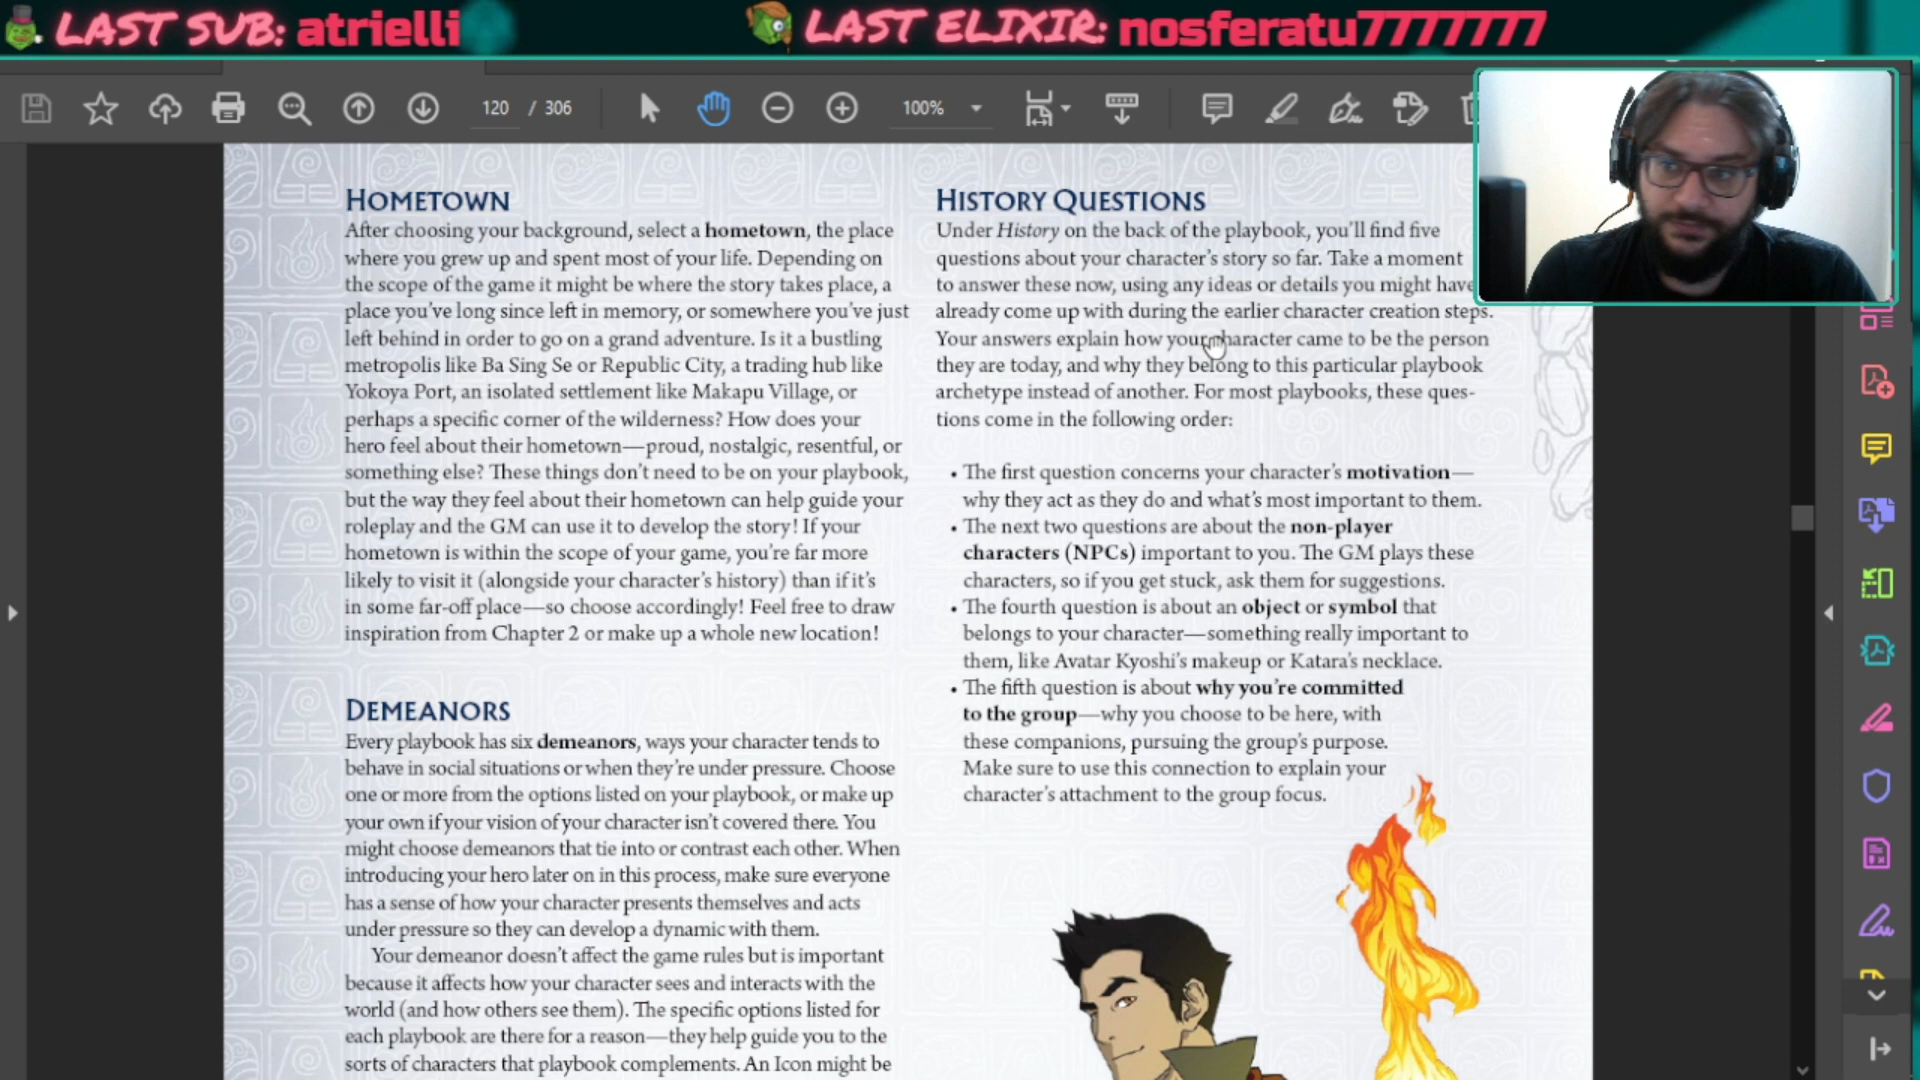 LAST SUB: atrielli
LAST ELIXIR: nosferatu7777777
120 / 306
100%
HOMETOWN
After choosing your background, select a hometown, the place
where you grew up and spent most of your life. Depending on
the scope of the game it might be where the story takes place, a
place you've long since left in memory, or somewhere you've just
left behind in order to go on a grand adventure. Is it a bustling
metropolis like Ba Sing Se or Republic City, a trading hub like
Yokoya Port, an isolated settlement like Makapu Village, or
perhaps a specific corner of the wilderness? How does your
hero feel about their hometown—proud, nostalgic, resentful, or
something else? These things don't need to be on your playbook,
but the way they feel about their hometown can help guide your
roleplay and the GM can use it to develop the story! If your
hometown is within the scope of your game, you're far more
likely to visit it (alongside your character's history) than if it's
in some far-off place—so choose accordingly! Feel free to draw
inspiration from Chapter 2 or make up a whole new location!
DEMEANORS
Every playbook has six demeanors, ways your character tends to
behave in social situations or when they're under pressure. Choose
one or more from the options listed on your playbook, or make up
your own if your vision of your character isn't covered there. You
might choose demeanors that tie into or contrast each other. When
introducing your hero later on in this process, make sure everyone
has a sense of how your character presents themselves and acts
under pressure so they can develop a dynamic with them.
Your demeanor doesn't affect the game rules but is important
because it affects how your character sees and interacts with the
world (and how others see them). The specific options listed for
each playbook are there for a reason—they help guide you to the
sorts of characters that playbook complements. An Icon might be
HISTORY QUESTIONS
Under History on the back of the playbook, you'll find five
questions about your character's story so far. Take a moment
to answer these now, using any ideas or details you might have
already come up with during the earlier character creation steps.
Your answers explain how your character came to be the person
they are today, and why they belong to this particular playbook
archetype instead of another. For most playbooks, these ques-
tions come in the following order:
• The first question concerns your character's motivation—
why they act as they do and what's most important to them.
• The next two questions are about the non-player
characters (NPCs) important to you. The GM plays these
characters, so if you get stuck, ask them for suggestions.
• The fourth question is about an object or symbol that
belongs to your character—something really important to
them, like Avatar Kyoshi's makeup or Katara's necklace.
• The fifth question is about why you're committed
to the group—why you choose to be here, with
these companions, pursuing the group's purpose.
Make sure to use this connection to explain your
character's attachment to the group focus.